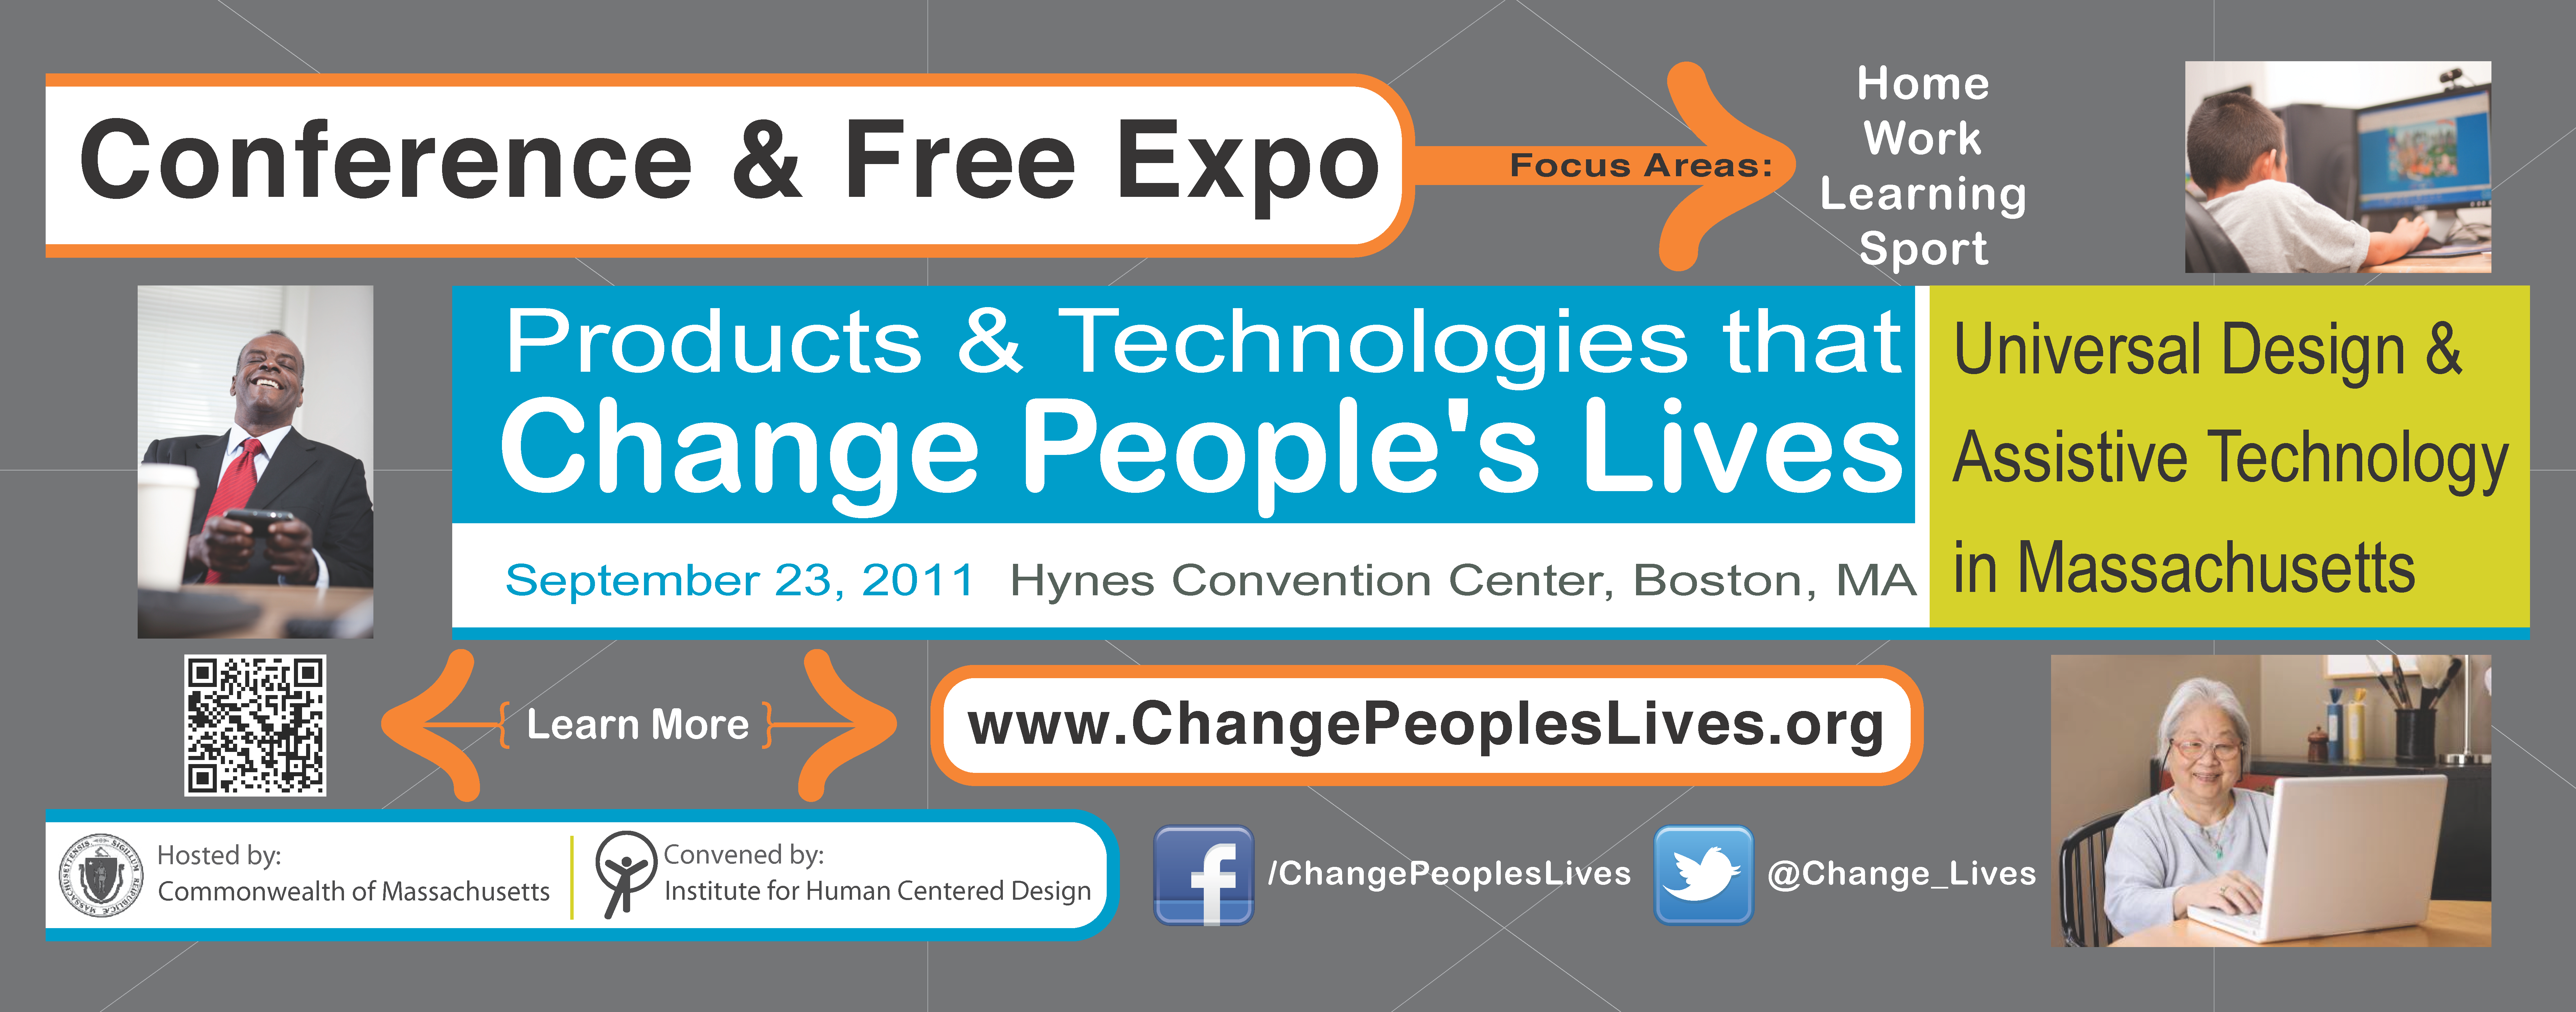 Conference & Free Expo
Focus Areas:
Home
Work
Learning
Sport
Products & Technologies that
Change People's Lives
September 23, 2011 Hynes Convention Center, Boston, MA
Universal Design &
Assistive Technology
in Massachusetts
{ Learn More }
www.ChangePeoplesLives.org
Hosted by:
Commonwealth of Massachusetts
Convened by:
Institute for Human Centered Design
/ChangePeoplesLives
@Change_Lives